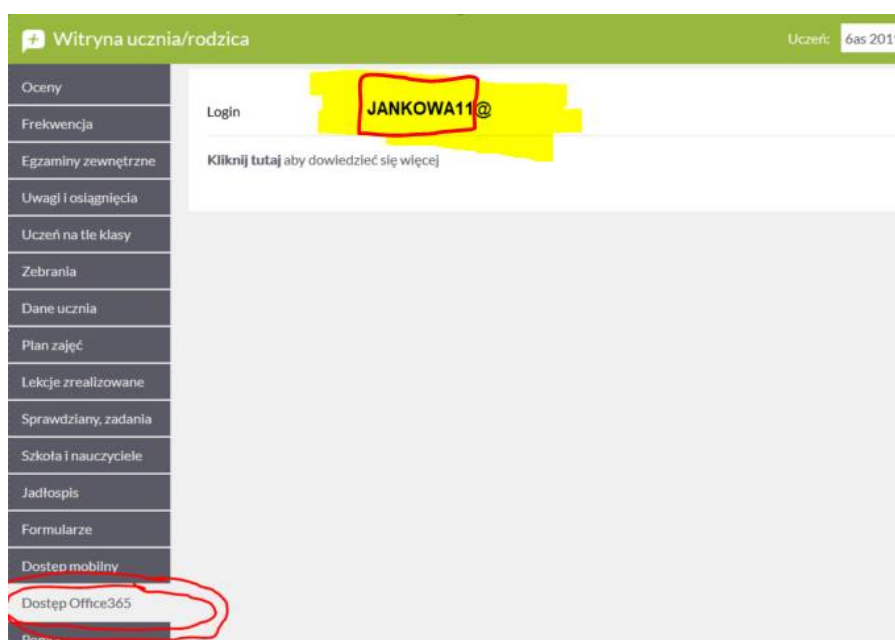 Witryna ucznia/rodzica
Uczeń: 6as 201
Oceny
Frekwencja
Egzaminy zewnętrzne
Uwagi i osiągnięcia
Uczeń na tle klasy
Zebrania
Dane ucznia
Plan zajęć
Lekcje zrealizowane
Sprawdziany, zadania
Szkoła i nauczyciele
Jadłospis
Formularze
Dostęp mobilny
Dostęp Office365
Login JANKOWA11@
Kliknij tutaj aby dowiedzieć się więcej